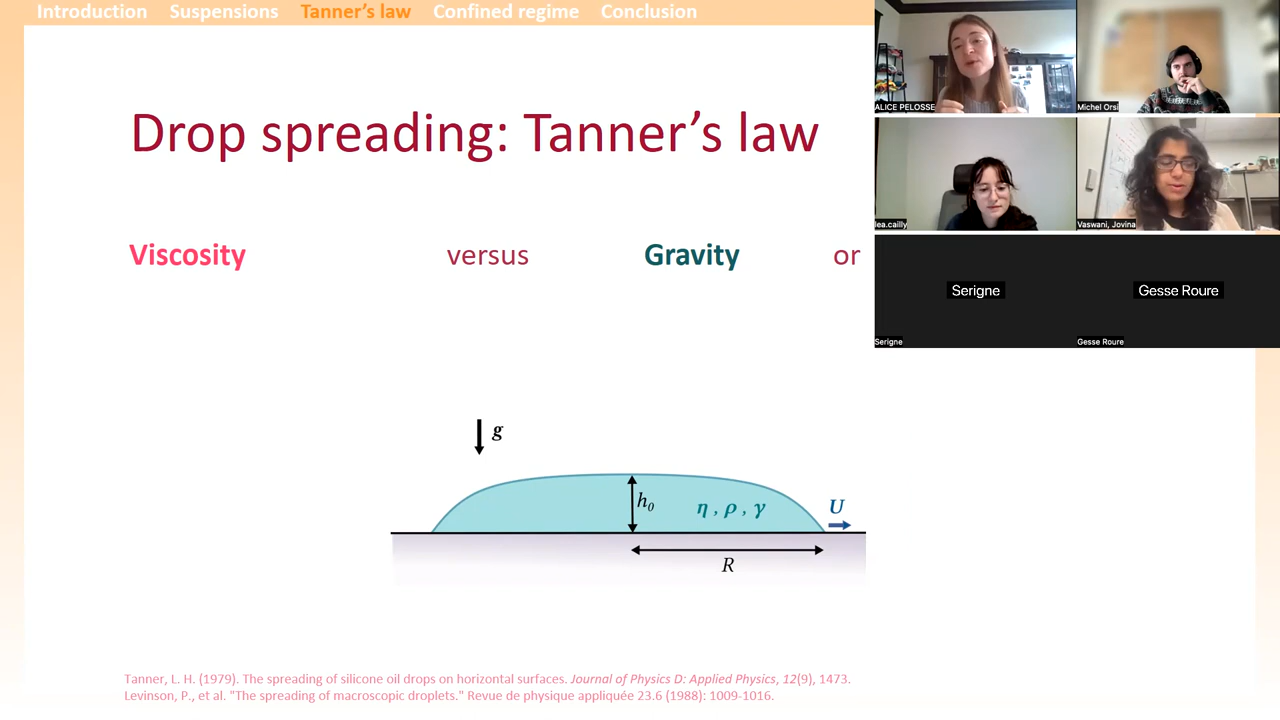 Introduction Suspensions Tanner's law Confined regime Conclusion
Drop spreading: Tanner's law
Viscosity versus Gravity or
g
h₀
η , ρ , γ
U
R
Tanner, L. H. (1979). The spreading of silicone oil drops on horizontal surfaces. Journal of Physics D: Applied Physics, 12(9), 1473.
Levinson, P., et al. "The spreading of macroscopic droplets." Revue de physique appliquée 23.6 (1988): 1009-1016.
ALICE PELOSSE
Michel Orsi
lea.cailly
Vaswani, Jovina
Serigne
Gesse Roure
Serigne
Gesse Roure